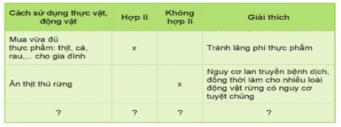 Cách sử dụng thực vật, động vật | Hợp lí | Không hợp lí | Giải thích
Mua vừa đủ thực phẩm: thịt, cá, rau,... cho gia đình | x | | Tránh lãng phí thực phẩm
Ăn thịt thú rừng | | x | Nguy cơ lan truyền bệnh dịch, đồng thời làm cho nhiều loài động vật rừng có nguy cơ tuyệt chủng
? | ? | ? | ?